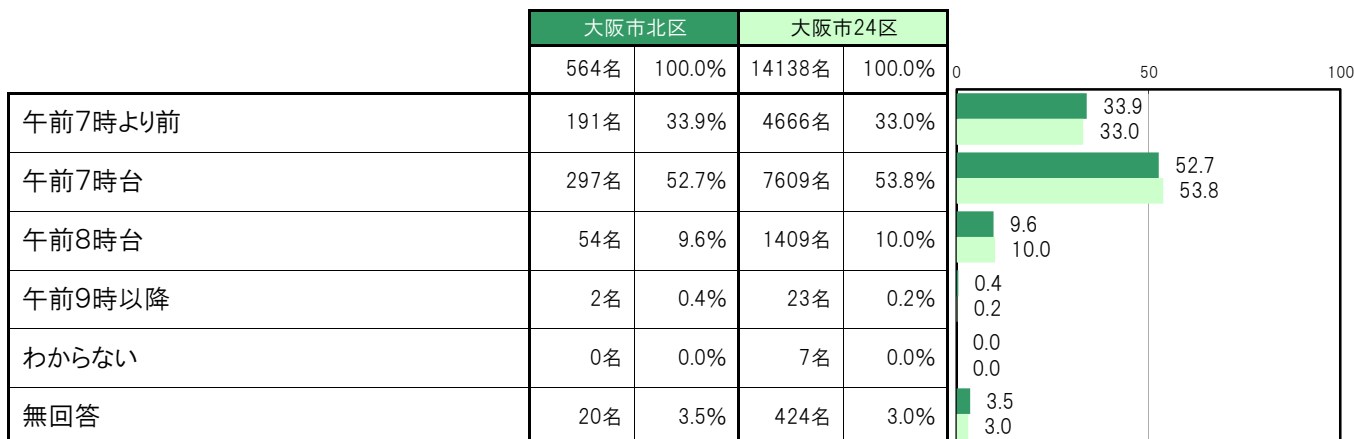 大阪市北区 大阪市24区
564名 100.0% 14138名 100.0% 0 50 100
午前7時より前 191名 33.9% 4666名 33.0% 33.9
33.0
午前7時台 297名 52.7% 7609名 53.8% 52.7
53.8
午前8時台 54名 9.6% 1409名 10.0% 9.6
10.0
午前9時以降 2名 0.4% 23名 0.2% 0.4
0.2
わからない 0名 0.0% 7名 0.0% 0.0
0.0
無回答 20名 3.5% 424名 3.0% 3.5
3.0